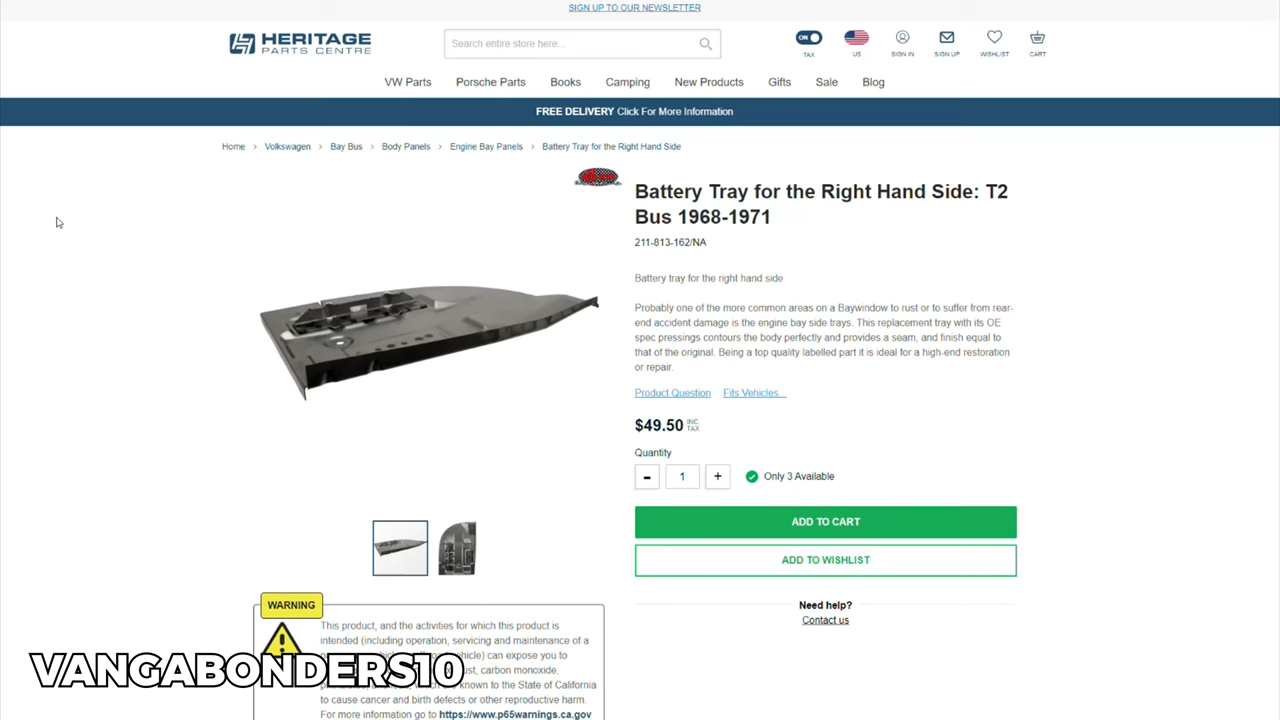 SIGN UP TO OUR NEWSLETTER
HERITAGE
PARTS CENTRE
Search entire store here...
ON
TAX
US
SIGN IN
SIGN UP
WISHLIST
CART
VW Parts
Porsche Parts
Books
Camping
New Products
Gifts
Sale
Blog
FREE DELIVERY Click For More Information
Home > Volkswagen > Bay Bus > Body Panels > Engine Bay Panels > Battery Tray for the Right Hand Side
Battery Tray for the Right Hand Side: T2
Bus 1968-1971
211-813-162/NA
Battery tray for the right hand side
Probably one of the more common areas on a Baywindow to rust or to suffer from rear-
end accident damage is the engine bay side trays. This replacement tray with its OE
spec pressings contours the body perfectly and provides a seam, and finish equal to
that of the original. Being a top quality labelled part it is ideal for a high-end restoration
or repair.
Product Question
Fits Vehicles...
$49.50 INC
TAX
Quantity
- 1 +
Only 3 Available
ADD TO CART
ADD TO WISHLIST
Need help?
Contact us
WARNING
This product, and the activities for which this product is
intended (including operation, servicing and maintenance of
a) can expose you to
carbon monoxide,
known to the State of California
to cause cancer and birth defects or other reproductive harm.
For more information go to https://www.p65warnings.ca.gov
VANGABONDERS10